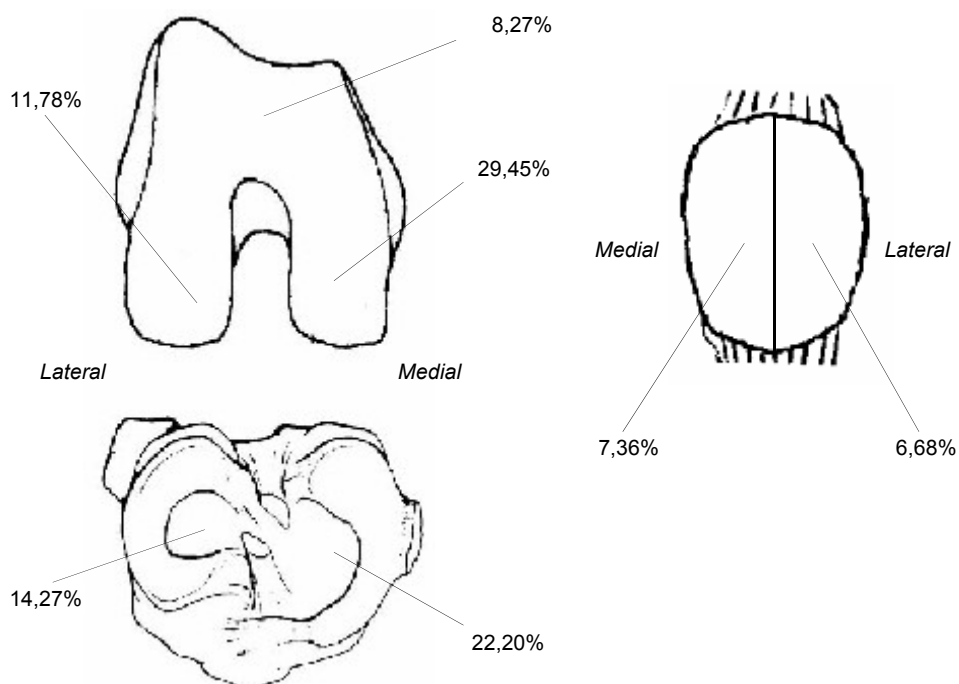 8,27%
11,78%
29,45%
Medial
Lateral
Lateral
Medial
7,36%
6,68%
14,27%
22,20%